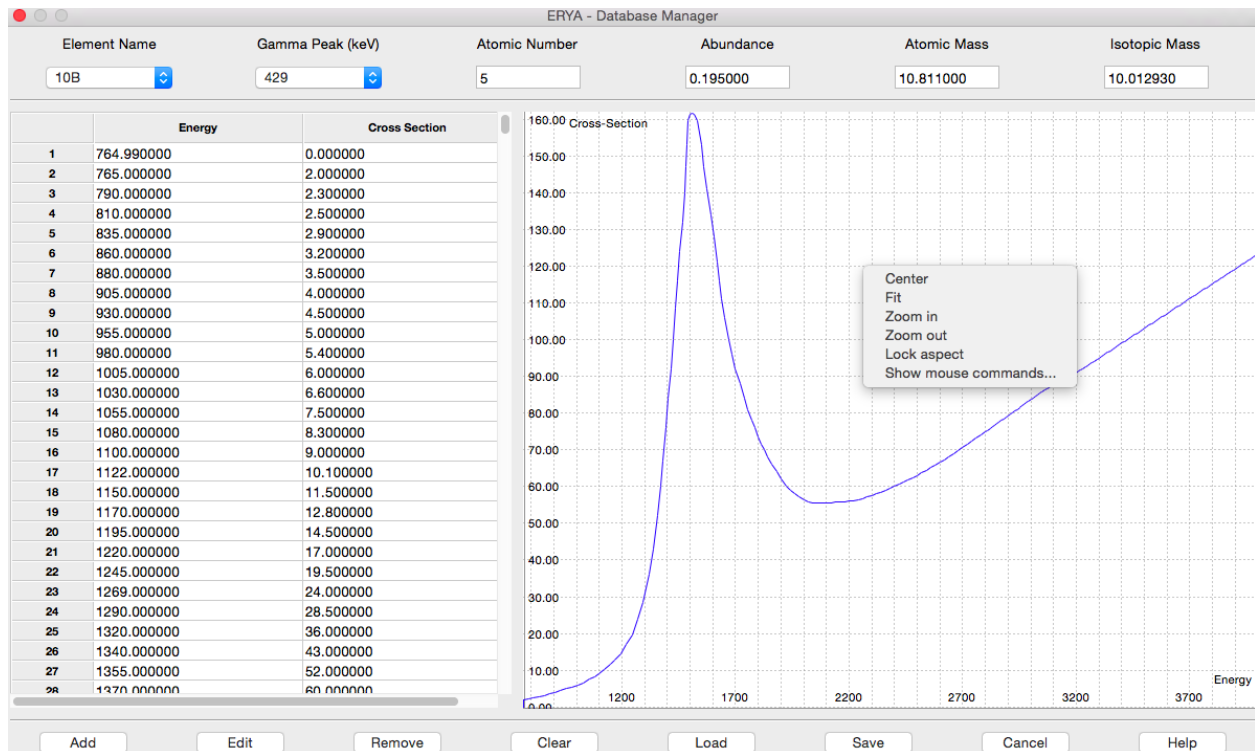 ERYA - Database Manager
Element Name Gamma Peak (keV) Atomic Number Abundance Atomic Mass Isotopic Mass
10B 429 5 0.195000 10.811000 10.012930
Energy Cross Section
1 764.990000 0.000000
2 765.000000 2.000000
3 790.000000 2.300000
4 810.000000 2.500000
5 835.000000 2.900000
6 860.000000 3.200000
7 880.000000 3.500000
8 905.000000 4.000000
9 930.000000 4.500000
10 955.000000 5.000000
11 980.000000 5.400000
12 1005.000000 6.000000
13 1030.000000 6.600000
14 1055.000000 7.500000
15 1080.000000 8.300000
16 1100.000000 9.000000
17 1122.000000 10.100000
18 1150.000000 11.500000
19 1170.000000 12.800000
20 1195.000000 14.500000
21 1220.000000 17.000000
22 1245.000000 19.500000
23 1269.000000 24.000000
24 1290.000000 28.500000
25 1320.000000 36.000000
26 1340.000000 43.000000
27 1355.000000 52.000000
28 1370.000000 60.000000
160.00 Cross-Section
150.00
140.00
130.00
120.00
110.00
100.00
90.00
80.00
70.00
60.00
50.00
40.00
30.00
20.00
10.00
0.00
Center
Fit
Zoom in
Zoom out
Lock aspect
Show mouse commands...
Energy
1200 1700 2200 2700 3200 3700
Add Edit Remove Clear Load Save Cancel Help